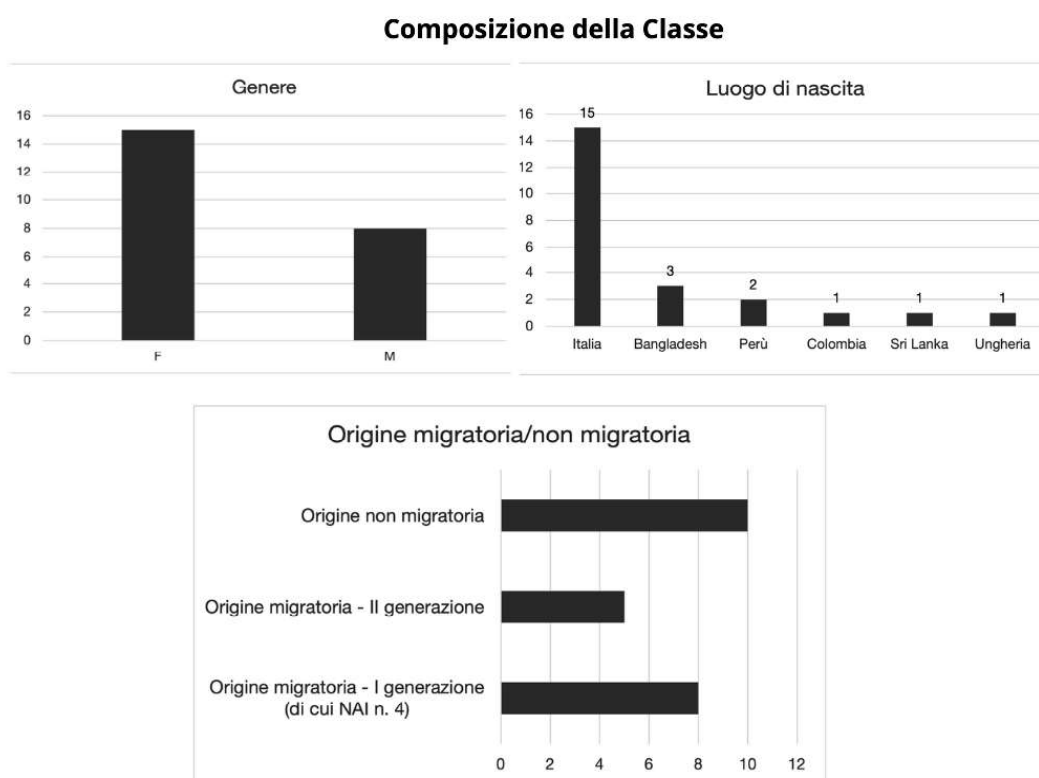 Composizione della Classe
Genere
16
14
12
10
8
6
4
2
0
F M
Luogo di nascita
16
14
12
10
8
6
4
2
0
15
3
2
1
1
1
Italia Bangladesh Perù Colombia Sri Lanka Ungheria
Origine migratoria/non migratoria
Origine non migratoria
Origine migratoria - II generazione
Origine migratoria - I generazione
(di cui NAI n. 4)
0 2 4 6 8 10 12